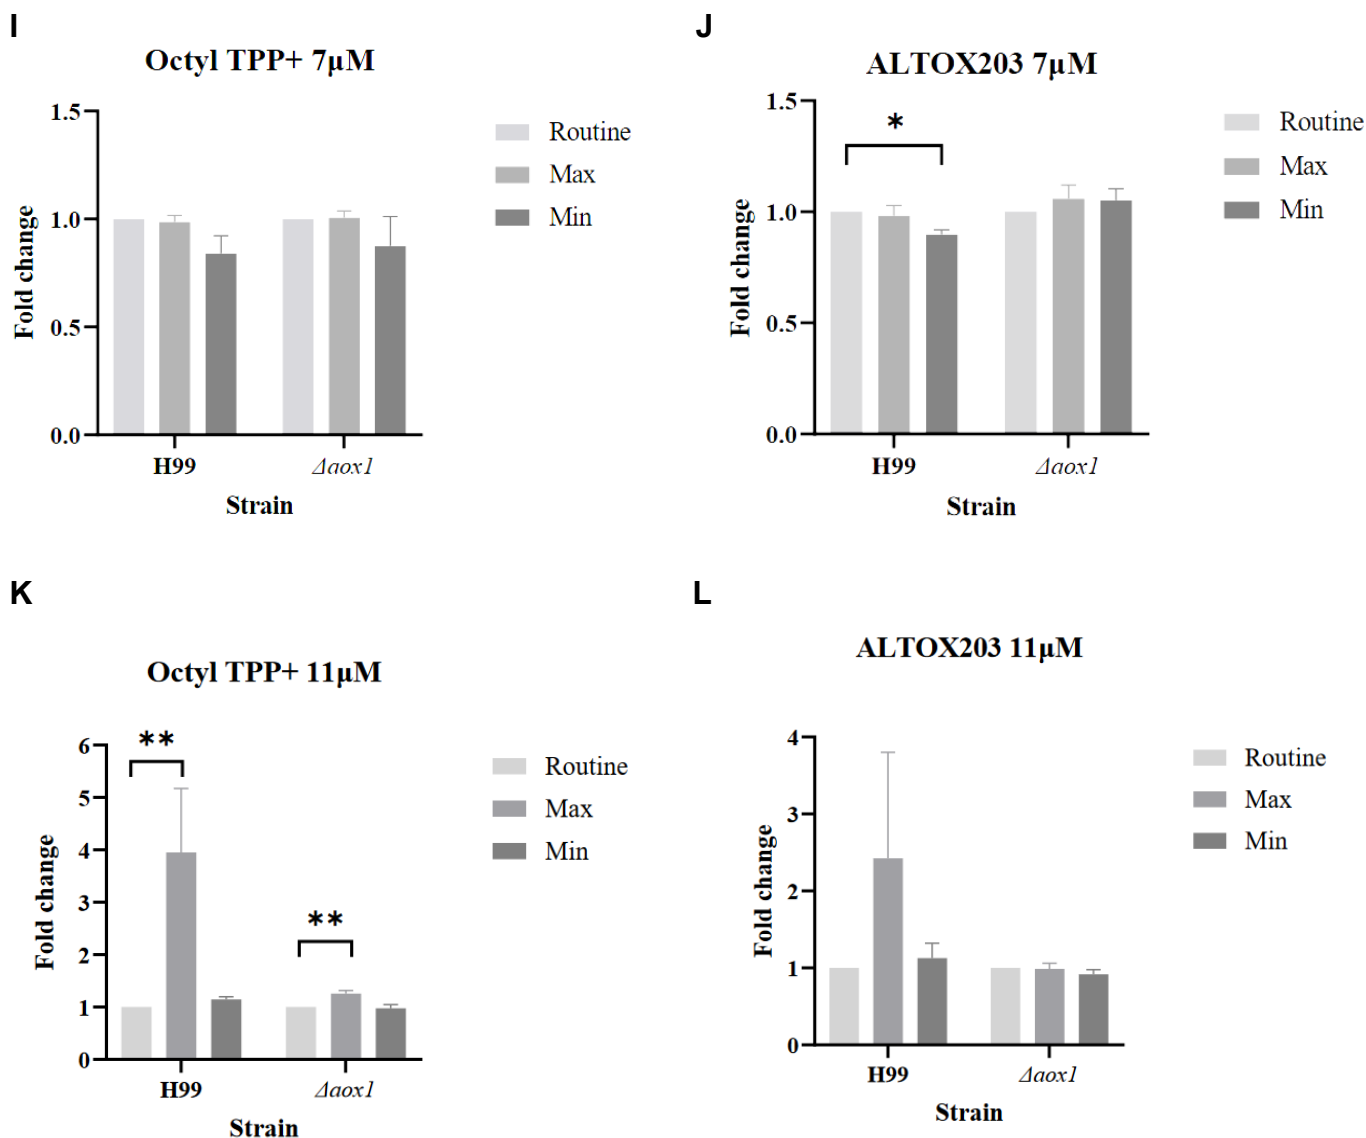 I
Octyl TPP+ 7μM
1.5
1.0
0.5
0.0
Fold change
Routine
Max
Min
H99
Δaox1
Strain
J
ALTOX203 7μM
1.5
1.0
0.5
0.0
Fold change
*
Routine
Max
Min
H99
Δaox1
Strain
K
Octyl TPP+ 11μM
6
5
4
3
2
1
0
Fold change
**
**
Routine
Max
Min
H99
Δaox1
Strain
L
ALTOX203 11μM
4
3
2
1
0
Fold change
Routine
Max
Min
H99
Δaox1
Strain